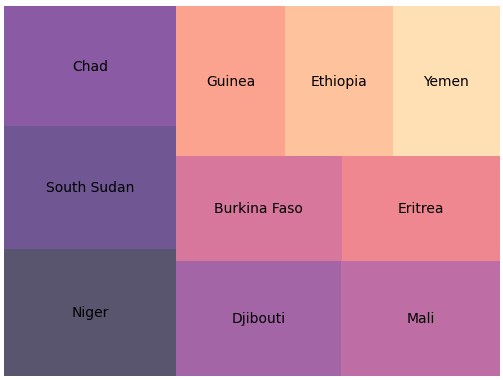 Chad
Guinea
Ethiopia
Yemen
South Sudan
Burkina Faso
Eritrea
Niger
Djibouti
Mali